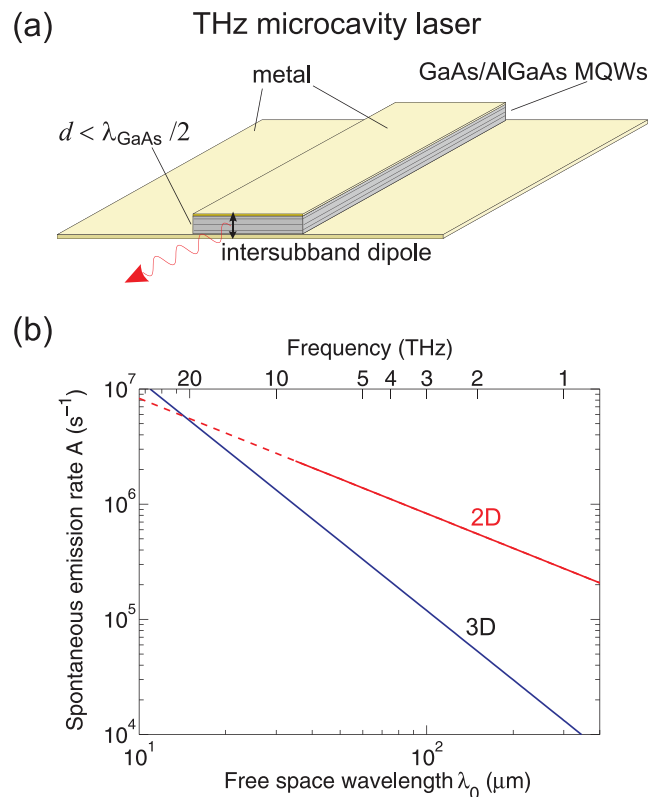 (a) THz microcavity laser
metal
GaAs/AlGaAs MQWs
d < λGaAs /2
intersubband dipole
(b)
Frequency (THz)
20 10 5 4 3 2 1
Spontaneous emission rate A (s⁻¹)
10⁷
10⁶
10⁵
10⁴
2D
3D
10¹ 10²
Free space wavelength λ₀ (μm)